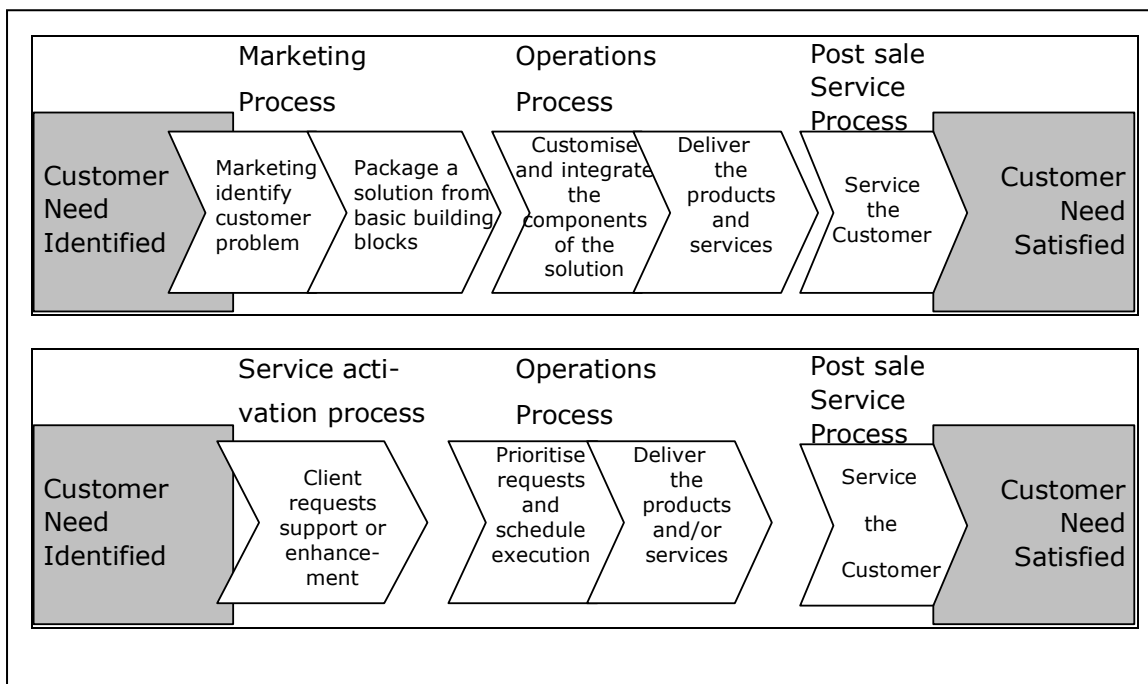 Marketing
Process
Operations
Process
Post sale
Service
Process
Customer
Need
Identified
Marketing
identify
customer
problem
Package a
solution from
basic building
blocks
Customise
and integrate
the
components
of the
solution
Deliver
the
products
and
services
Service
the
Customer
Customer
Need
Satisfied
Service acti-
vation process
Operations
Process
Post sale
Service
Process
Customer
Need
Identified
Client
requests
support or
enhance-
ment
Prioritise
requests
and
schedule
execution
Deliver
the
products
and/or
services
Service
the
Customer
Customer
Need
Satisfied